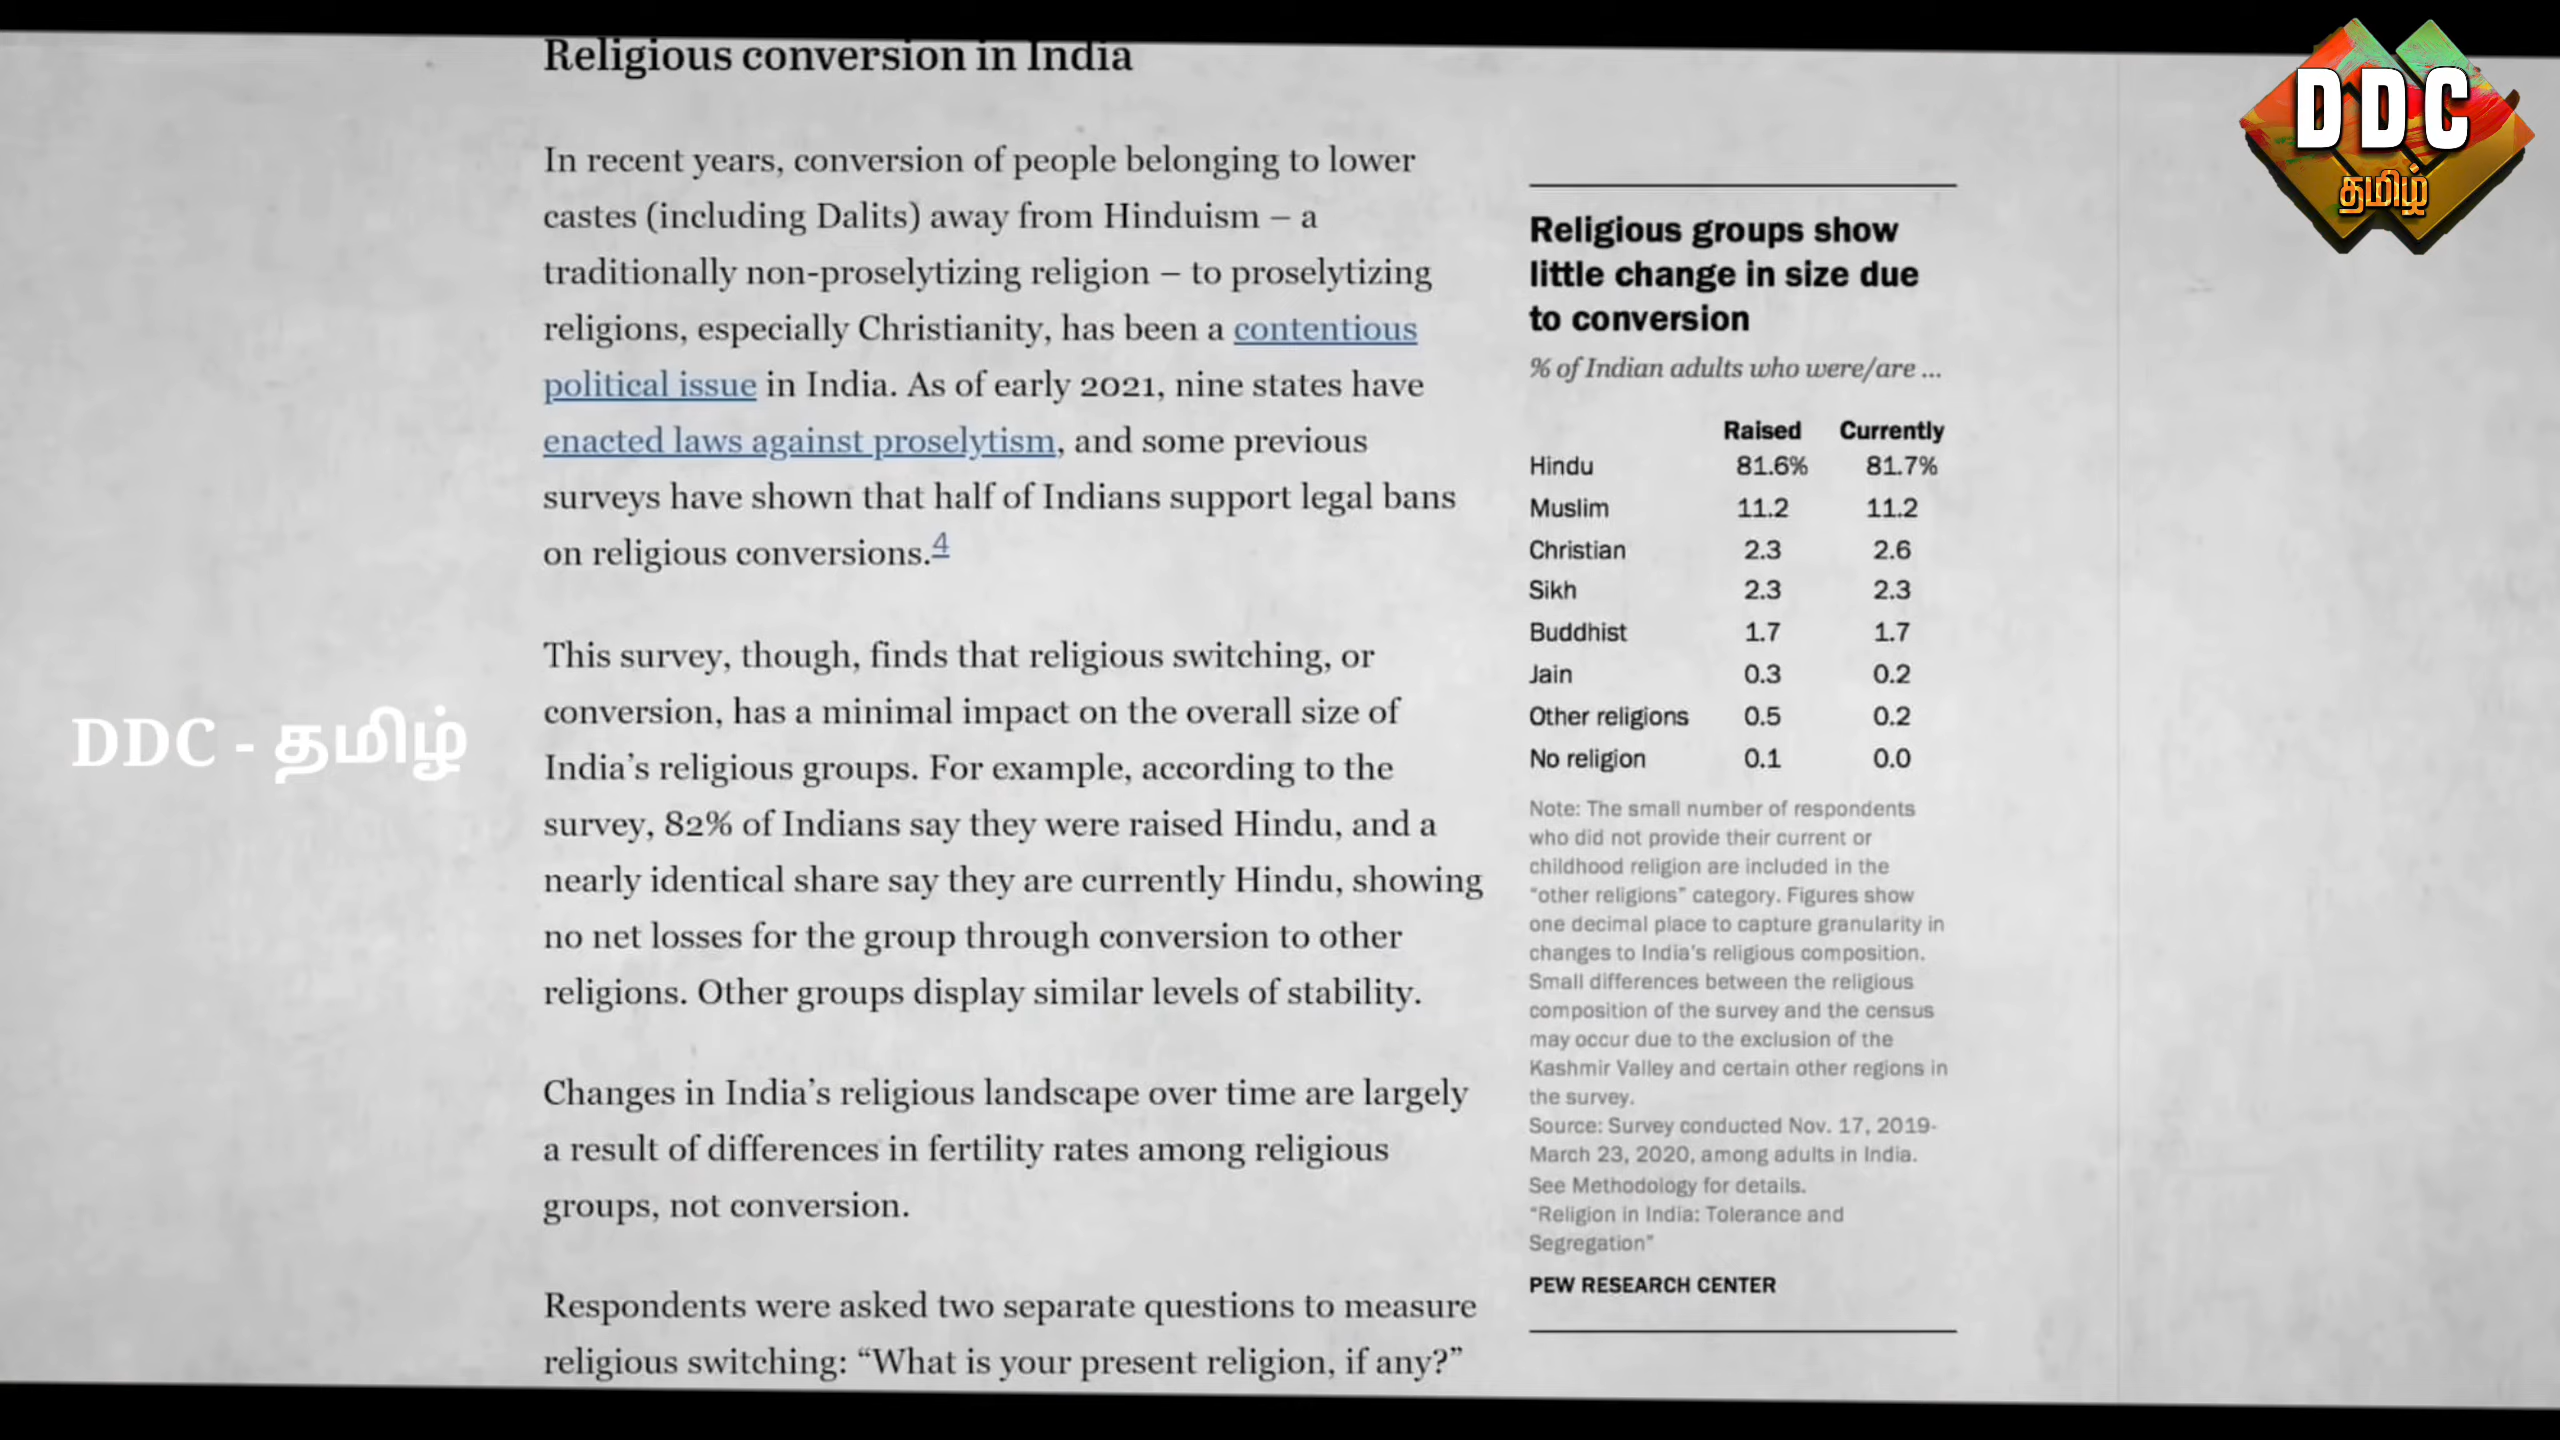 Religious conversion in India
In recent years, conversion of people belonging to lower
castes (including Dalits) away from Hinduism – a
traditionally non-proselytizing religion – to proselytizing
religions, especially Christianity, has been a contentious
political issue in India. As of early 2021, nine states have
enacted laws against proselytism, and some previous
surveys have shown that half of Indians support legal bans
on religious conversions.4
This survey, though, finds that religious switching, or
conversion, has a minimal impact on the overall size of
India’s religious groups. For example, according to the
survey, 82% of Indians say they were raised Hindu, and a
nearly identical share say they are currently Hindu, showing
no net losses for the group through conversion to other
religions. Other groups display similar levels of stability.
Changes in India’s religious landscape over time are largely
a result of differences in fertility rates among religious
groups, not conversion.
Respondents were asked two separate questions to measure
religious switching: “What is your present religion, if any?”
Religious groups show
little change in size due
to conversion
% of Indian adults who were/are ...
Raised Currently
Hindu 81.6% 81.7%
Muslim 11.2 11.2
Christian 2.3 2.6
Sikh 2.3 2.3
Buddhist 1.7 1.7
Jain 0.3 0.2
Other religions 0.5 0.2
No religion 0.1 0.0
Note: The small number of respondents
who did not provide their current or
childhood religion are included in the
“other religions” category. Figures show
one decimal place to capture granularity in
changes to India’s religious composition.
Small differences between the religious
composition of the survey and the census
may occur due to the exclusion of the
Kashmir Valley and certain other regions in
the survey.
Source: Survey conducted Nov. 17, 2019-
March 23, 2020, among adults in India.
See Methodology for details.
“Religion in India: Tolerance and
Segregation”
PEW RESEARCH CENTER
DDC - தமிழ்
DDC
தமிழ்